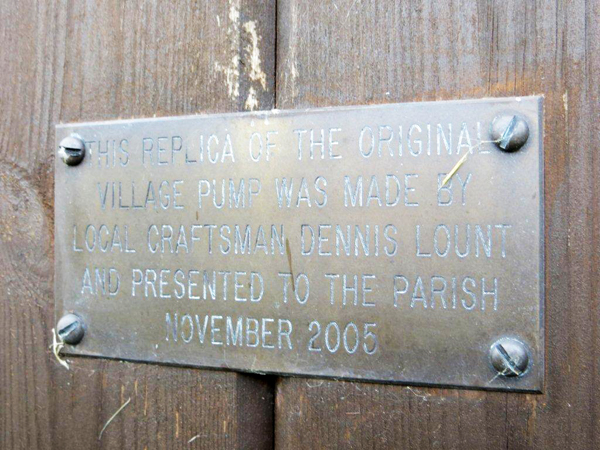 THIS REPLICA OF THE ORIGINAL
VILLAGE PUMP WAS MADE BY
LOCAL CRAFTSMAN DENNIS LOUNT
AND PRESENTED TO THE PARISH
NOVEMBER 2005